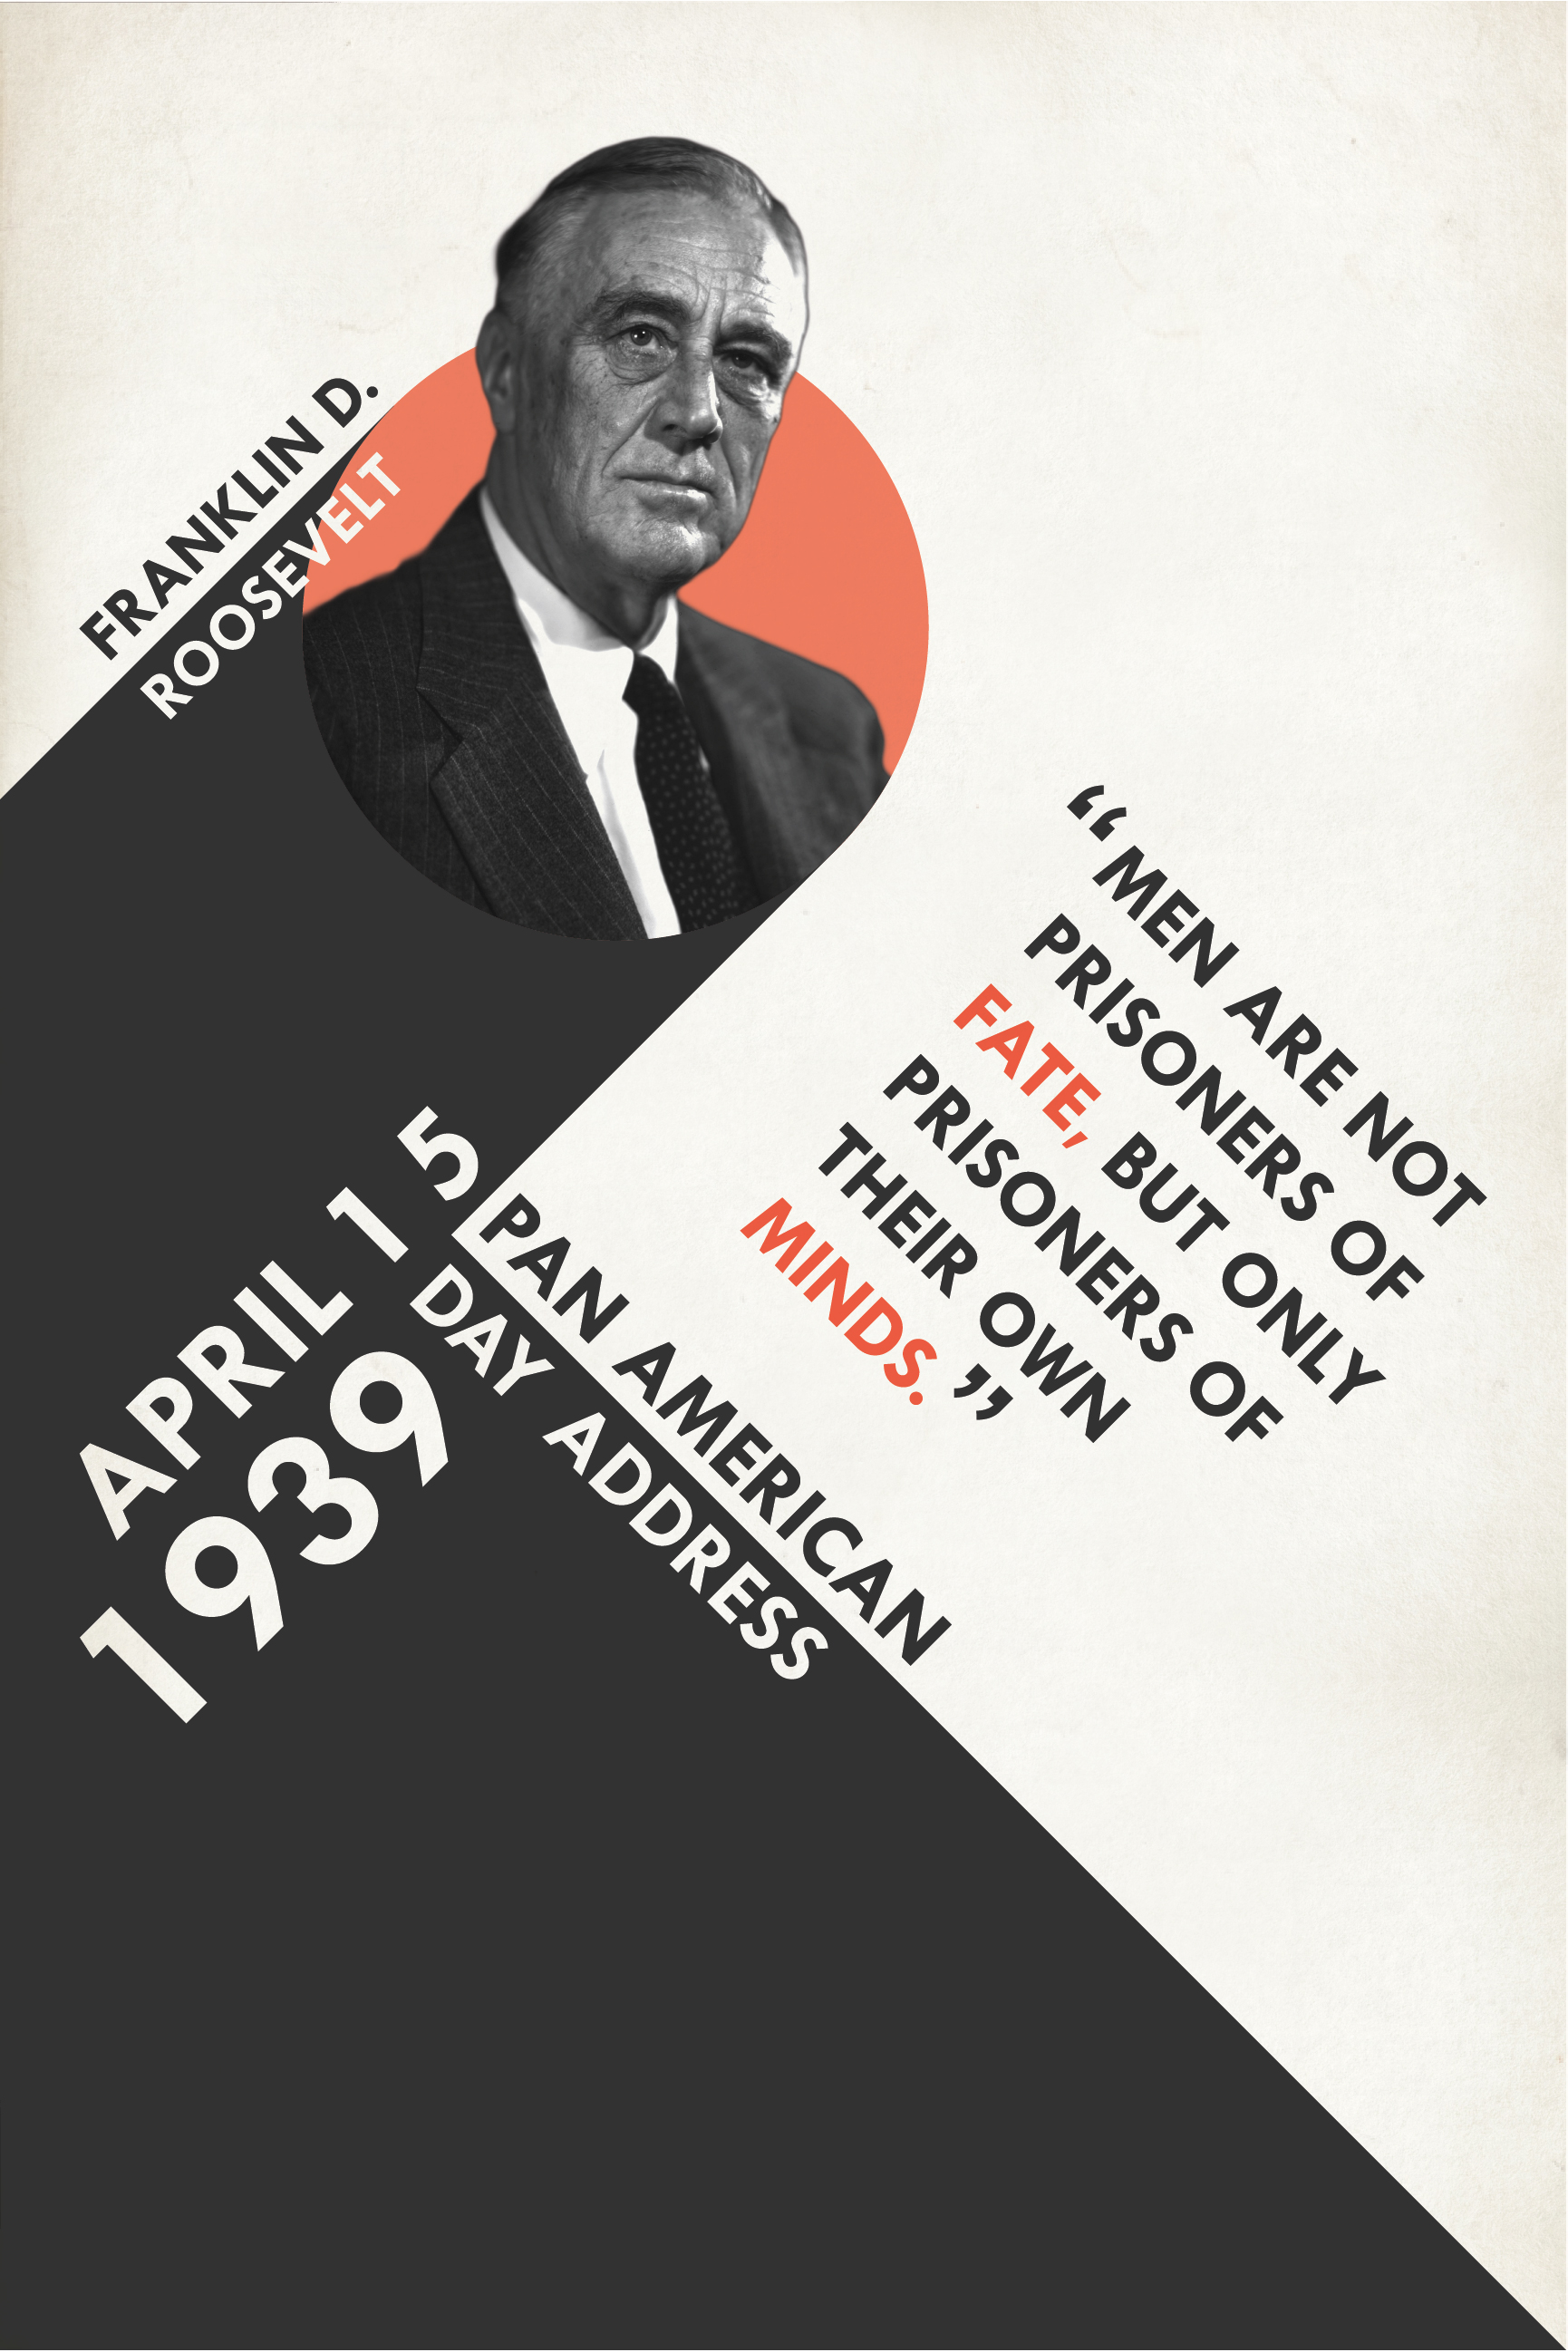 FRANKLIN D.
ROOSEVELT
“MEN ARE NOT
PRISONERS OF
FATE, BUT ONLY
PRISONERS OF
THEIR OWN
MINDS.”
APRIL 15
1939
PAN AMERICAN
DAY ADDRESS